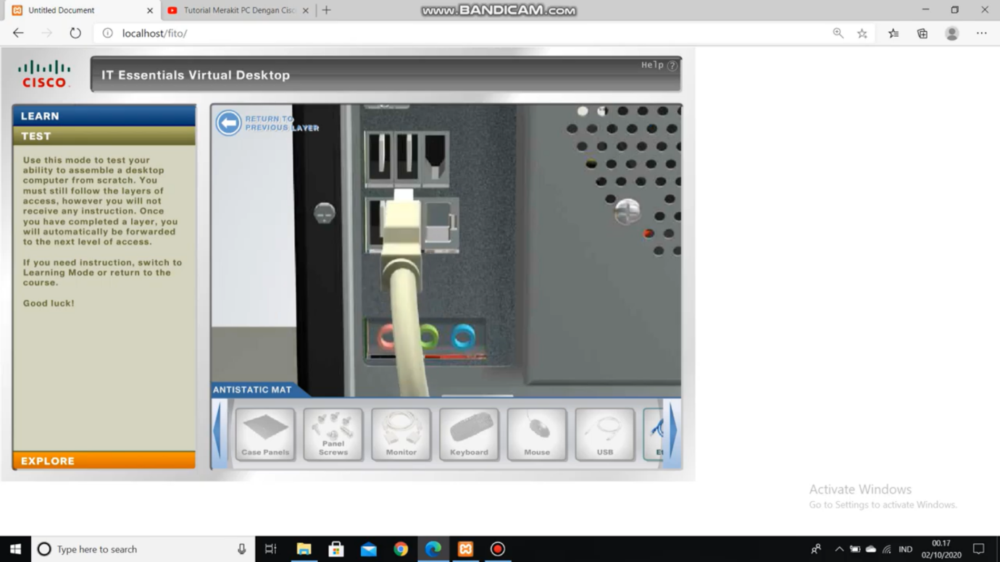 Untitled Document
Tutorial Merakit PC Dengan Cisc
www.BANDICAM.com
localhost/fito/
CISCO
IT Essentials Virtual Desktop
Help ?
LEARN
TEST
Use this mode to test your
ability to assemble a desktop
computer from scratch. You
must still follow the layers of
access, however you will not
receive any instruction. Once
you have completed a layer, you
will automatically be forwarded
to the next level of access.
If you need instruction, switch to
Learning Mode or return to the
course.
Good luck!
EXPLORE
RETURN TO
PREVIOUS LAYER
ANTISTATIC MAT
Case Panels
Panel
Screws
Monitor
Keyboard
Mouse
USB
Activate Windows
Go to Settings to activate Windows.
Type here to search
IND
00.17
02/10/2020